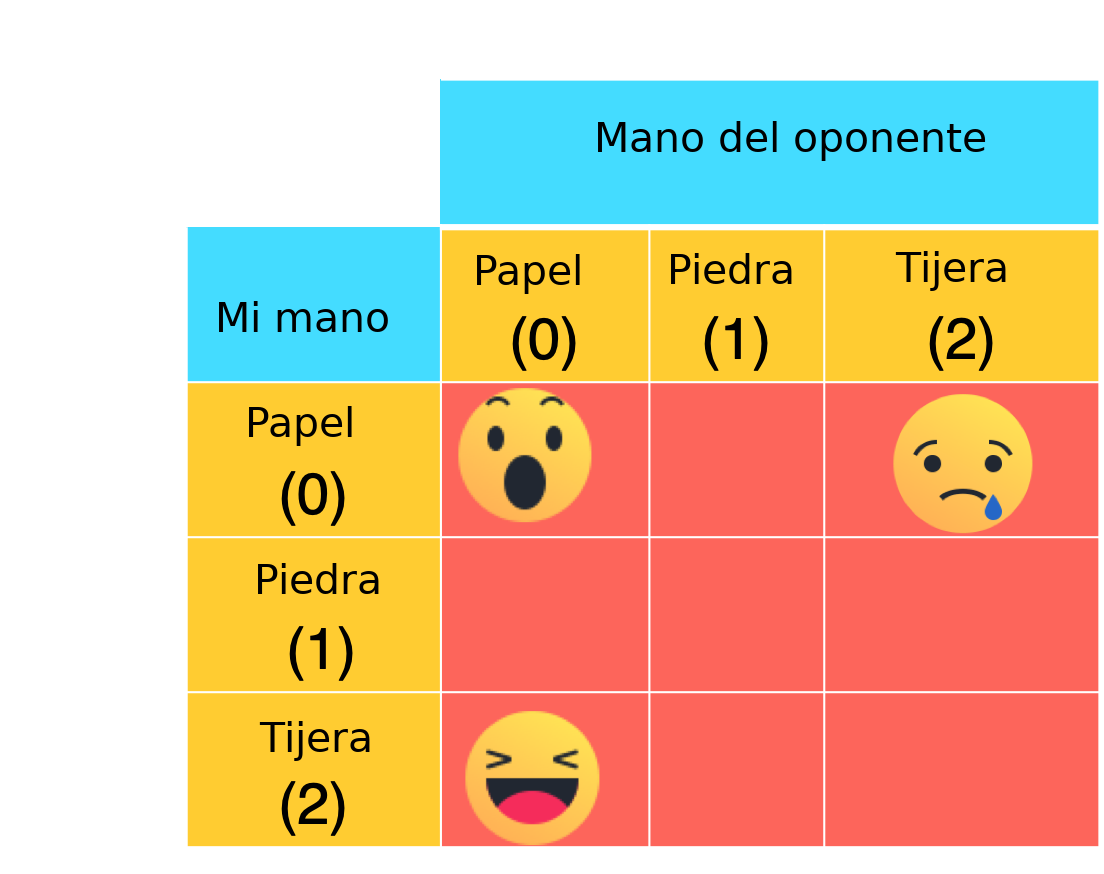 Mano del oponente
Mi mano
Papel
(0)
Piedra
(1)
Tijera
(2)
Papel
(0)
Piedra
(1)
Tijera
(2)